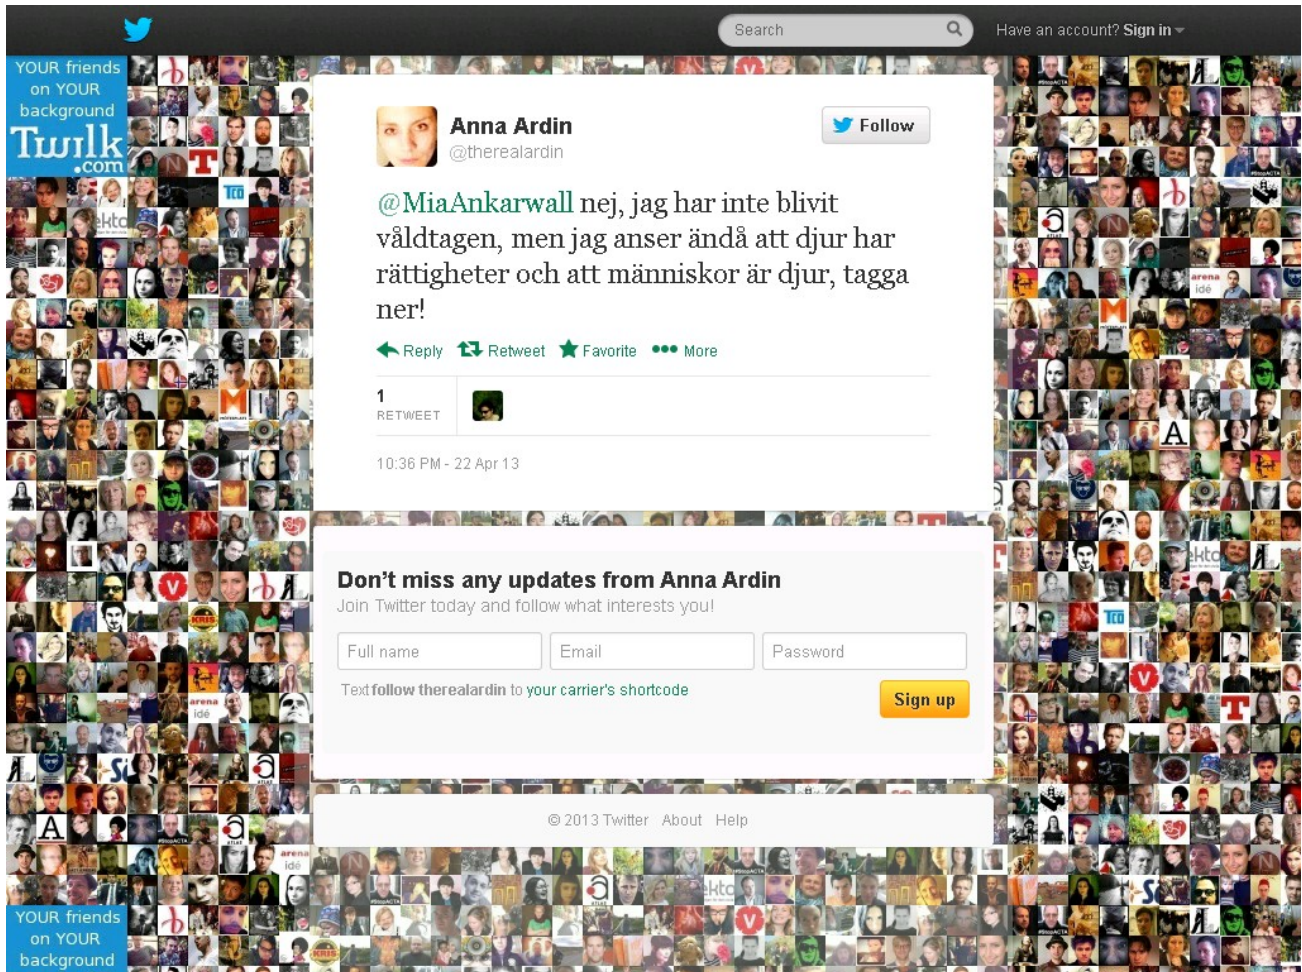 Search
Have an account? Sign in
YOUR friends
on YOUR
background
Twilk
.com
Anna Ardin
@therealardin
Follow
@MiaAnkarwall nej, jag har inte blivit
våldtagen, men jag anser ändå att djur har
rättigheter och att människor är djur, tagga
ner!
Reply Retweet Favorite More
1
RETWEET
10:36 PM - 22 Apr 13
Don't miss any updates from Anna Ardin
Join Twitter today and follow what interests you!
Full name Email Password
Text follow therealardin to your carrier's shortcode
Sign up
© 2013 Twitter About Help
YOUR friends
on YOUR
background